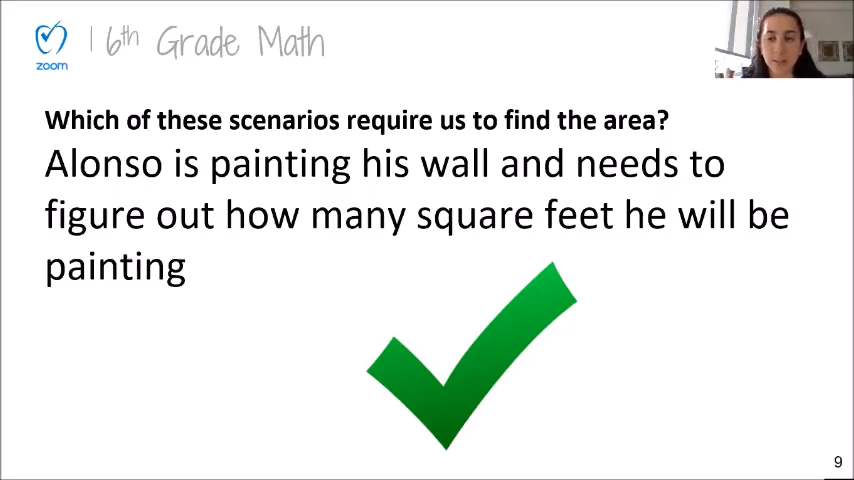 zoom | 6th Grade Math
Which of these scenarios require us to find the area?
Alonso is painting his wall and needs to
figure out how many square feet he will be
painting
9